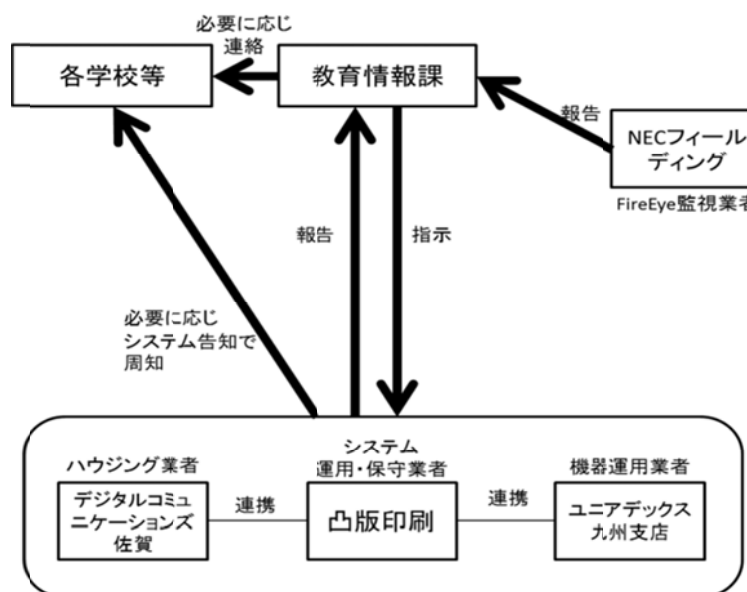 必要に応じ
連絡
各学校等
教育情報課
報告
NECフィール
ディング
FireEye監視業者
報告
指示
必要に応じ
システム告知で
周知
システム
運用・保守業者
ハウジング業者
機器運用業者
デジタルコミュ
ニケーションズ
佐賀
連携
凸版印刷
連携
ユニアデックス
九州支店